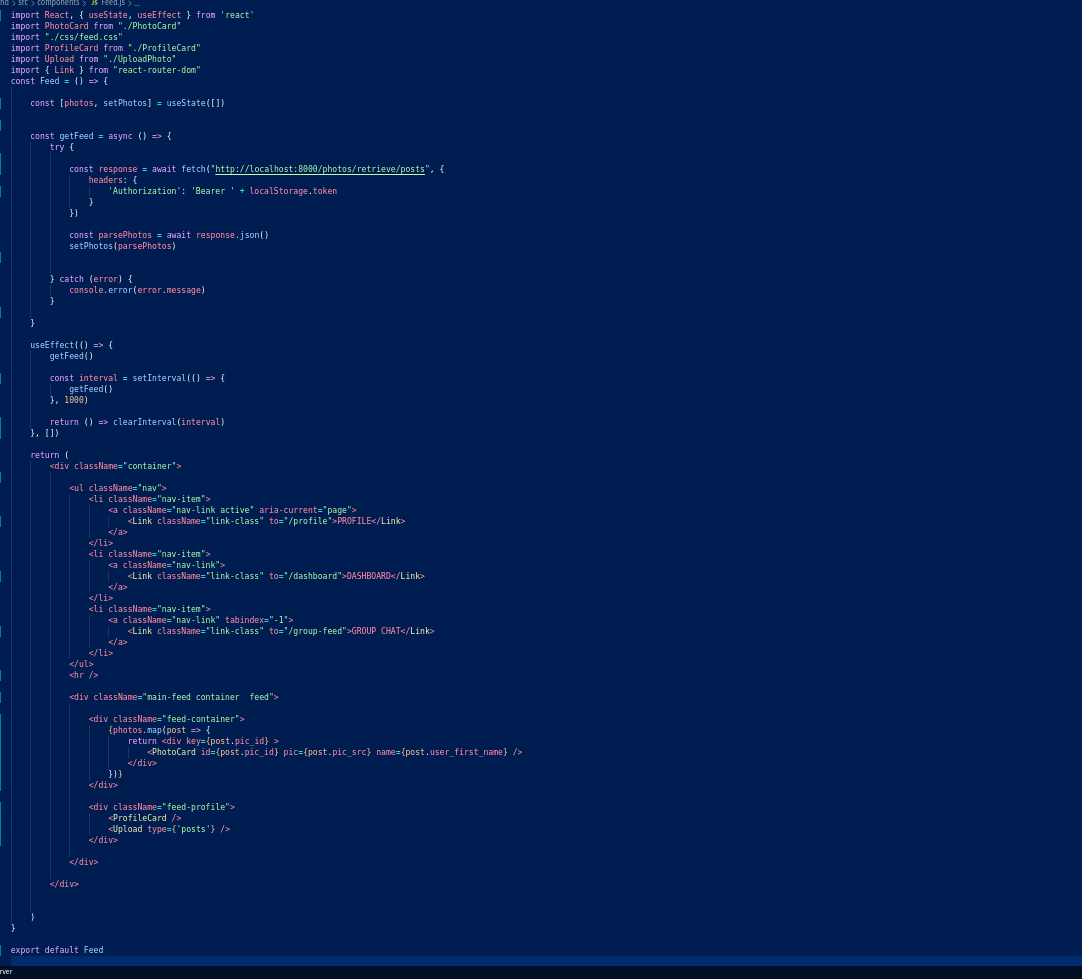 nd > src > components > JS Feed.js > ...
import React, { useState, useEffect } from 'react'
import PhotoCard from "./PhotoCard"
import "./css/feed.css"
import ProfileCard from "./ProfileCard"
import Upload from "./UploadPhoto"
import { Link } from "react-router-dom"
const Feed = () => {
const [photos, setPhotos] = useState([])
const getFeed = async () => {
try {
const response = await fetch("http://localhost:8000/photos/retrieve/posts", {
headers: {
'Authorization': 'Bearer ' + localStorage.token
}
})
const parsePhotos = await response.json()
setPhotos(parsePhotos)
} catch (error) {
console.error(error.message)
}
}
useEffect(() => {
getFeed()
const interval = setInterval(() => {
getFeed()
}, 1000)
return () => clearInterval(interval)
}, [])
return (
<div className="container">
<ul className="nav">
<li className="nav-item">
<a className="nav-link active" aria-current="page">
<Link className="link-class" to="/profile">PROFILE</Link>
</a>
</li>
<li className="nav-item">
<a className="nav-link">
<Link className="link-class" to="/dashboard">DASHBOARD</Link>
</a>
</li>
<li className="nav-item">
<a className="nav-link" tabindex="-1">
<Link className="link-class" to="/group-feed">GROUP CHAT</Link>
</a>
</li>
</ul>
<hr />
<div className="main-feed container  feed">
<div className="feed-container">
{photos.map(post => {
return <div key={post.pic_id} >
<PhotoCard id={post.pic_id} pic={post.pic_src} name={post.user_first_name} />
</div>
})}
</div>
<div className="feed-profile">
<ProfileCard />
<Upload type={'posts'} />
</div>
</div>
</div>
)
}
export default Feed
rver